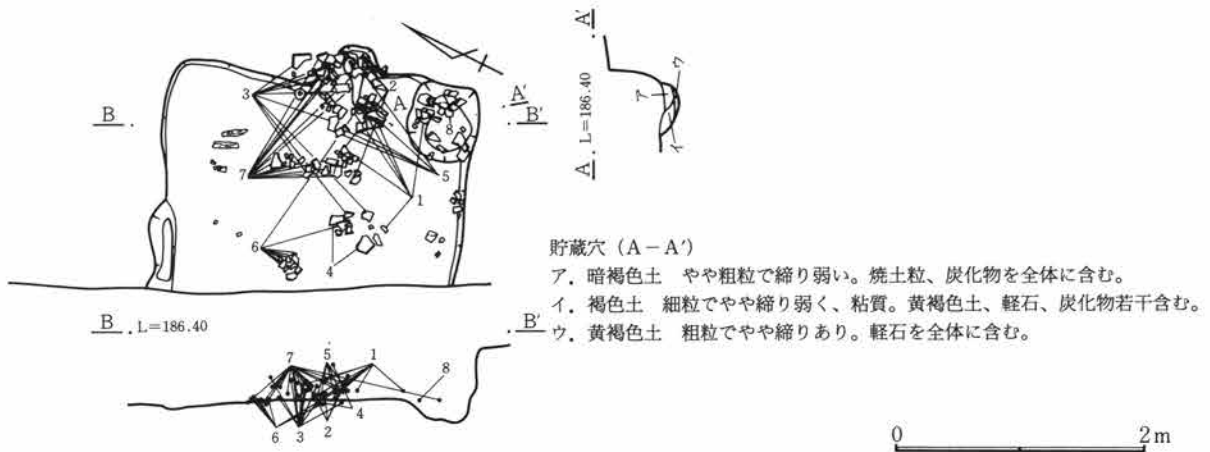 A'
A . L=186.40
ウ
ア
イ
3
2
A
A'
B .
. B'
8
7
5
1
6
4
貯蔵穴（A－A'）
ア．暗褐色土　やや粗粒で締り弱い。焼土粒、炭化物を全体に含む。
イ．褐色土　細粒でやや締り弱く、粘質。黄褐色土、軽石、炭化物若干含む。
ウ．黄褐色土　粗粒でやや締りあり。軽石を全体に含む。
B . L=186.40
B'
7
5
1
8
4
6
3
2
0
2m